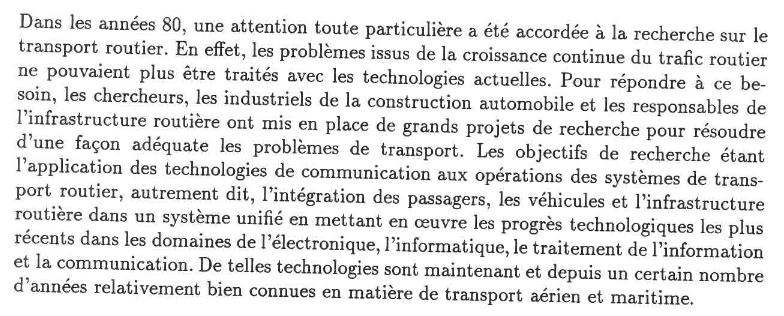 Dans les années 80, une attention toute particulière a été accordée à la recherche sur le
transport routier. En effet, les problèmes issus de la croissance continue du trafic routier
ne pouvaient plus être traités avec les technologies actuelles. Pour répondre à ce be-
soin, les chercheurs, les industriels de la construction automobile et les responsables de
l'infrastructure routière ont mis en place de grands projets de recherche pour résoudre
d'une façon adéquate les problèmes de transport. Les objectifs de recherche étant
l'application des technologies de communication aux opérations des systèmes de trans-
port routier, autrement dit, l'intégration des passagers, les véhicules et l'infrastructure
routière dans un système unifié en mettant en œuvre les progrès technologiques les plus
récents dans les domaines de l'électronique, l'informatique, le traitement de l'information
et la communication. De telles technologies sont maintenant et depuis un certain nombre
d'années relativement bien connues en matière de transport aérien et maritime.